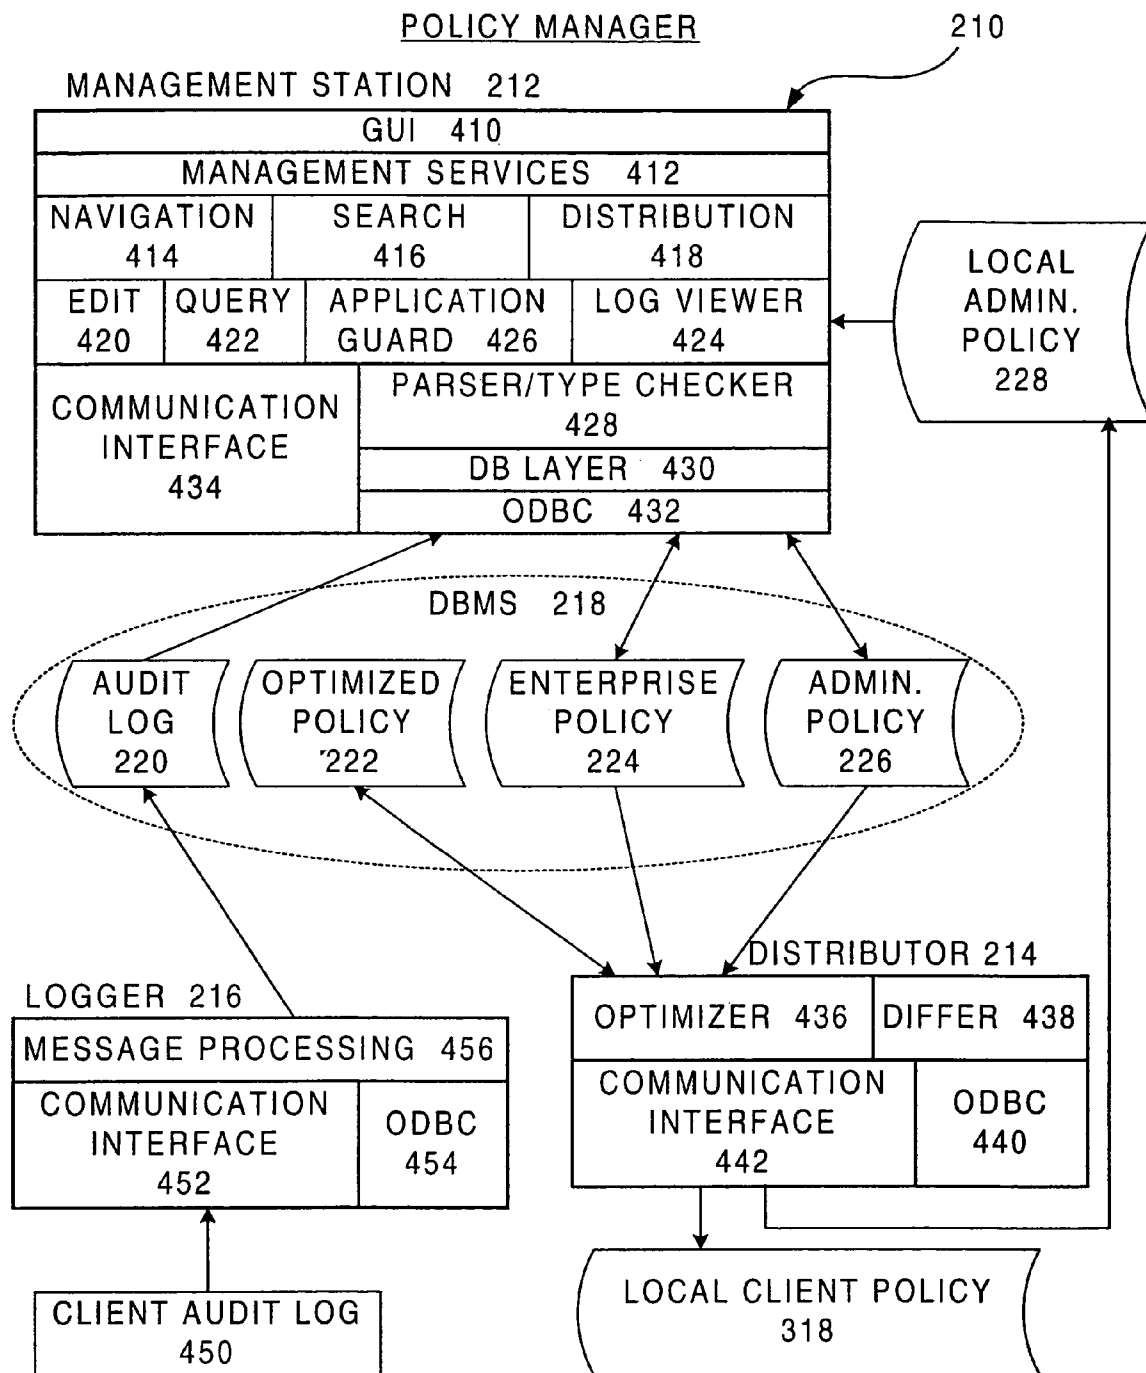 POLICY MANAGER
210
MANAGEMENT STATION 212
GUI 410
MANAGEMENT SERVICES 412
NAVIGATION
414
SEARCH
416
DISTRIBUTION
418
EDIT
420
QUERY
422
APPLICATION
GUARD 426
LOG VIEWER
424
LOCAL
ADMIN.
POLICY
228
COMMUNICATION
INTERFACE
434
PARSER/TYPE CHECKER
428
DB LAYER 430
ODBC 432
DBMS 218
AUDIT
LOG
220
OPTIMIZED
POLICY
222
ENTERPRISE
POLICY
224
ADMIN.
POLICY
226
DISTRIBUTOR 214
OPTIMIZER 436
DIFFER 438
COMMUNICATION
INTERFACE
442
ODBC
440
LOGGER 216
MESSAGE PROCESSING 456
COMMUNICATION
INTERFACE
452
ODBC
454
CLIENT AUDIT LOG
450
LOCAL CLIENT POLICY
318